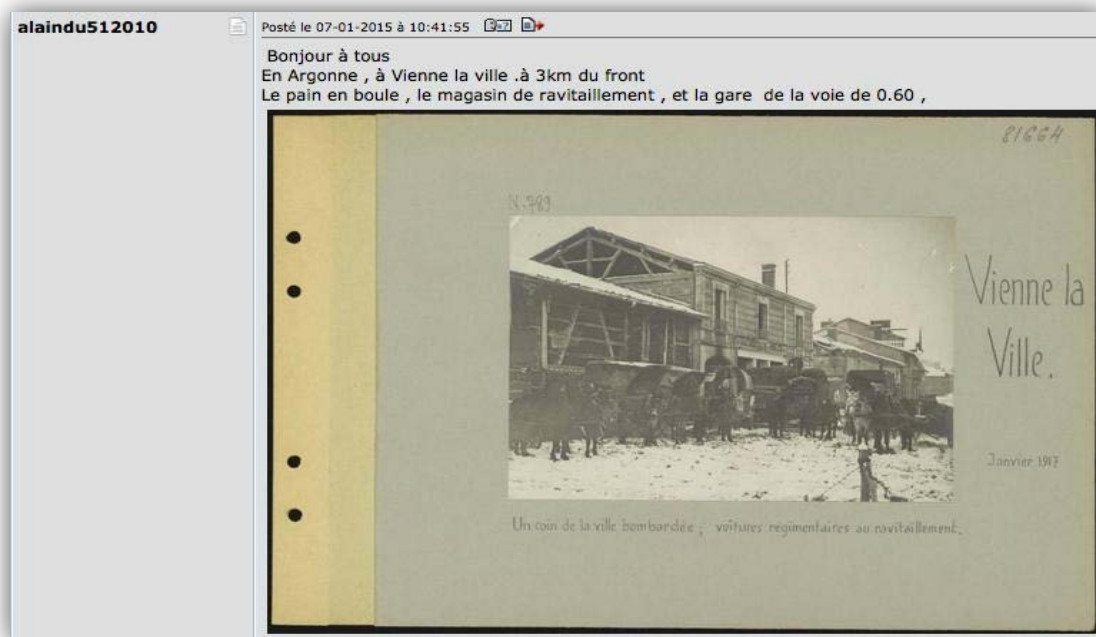 alaindu512010
Posté le 07-01-2015 à 10:41:55
Bonjour à tous
En Argonne , à Vienne la ville .à 3km du front
Le pain en boule , le magasin de ravitaillement , et la gare de la voie de 0.60 ,
81664
N.789
Vienne la
Ville.
Janvier 1917
Un coin de la ville bombardée ; voitures régimentaires au ravitaillement.